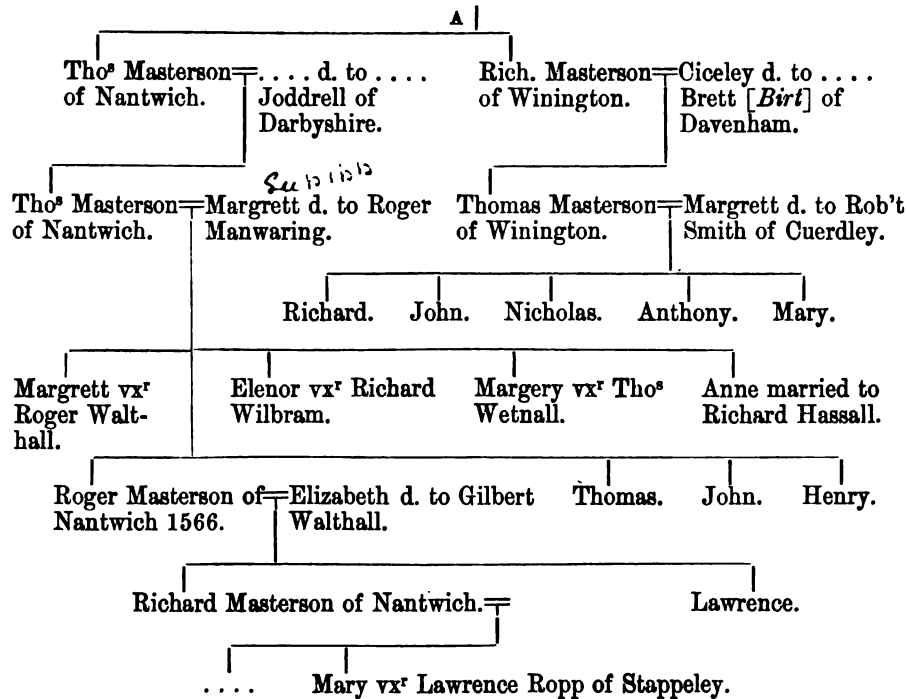 A
Thoˢ Masterson = . . . . d. to . . . .
of Nantwich. Joddrell of
Darbyshire.
Rich. Masterson = Ciceley d. to . . . .
of Winington. Brett [Birt] of
Davenham.
See
Thoˢ Masterson = Margrett d. to Roger
of Nantwich. Manwaring.
Thomas Masterson = Margrett d. to Rob't
of Winington. Smith of Cuerdley.
Richard. John. Nicholas. Anthony. Mary.
Margrett vxʳ
Roger Walt-
hall.
Elenor vxʳ Richard
Wilbram.
Margery vxʳ Thoˢ
Wetnall.
Anne married to
Richard Hassall.
Roger Masterson of = Elizabeth d. to Gilbert
Nantwich 1566. Walthall.
Thomas. John. Henry.
Richard Masterson of Nantwich. = Lawrence.
. . . . Mary vxʳ Lawrence Ropp of Stappeley.